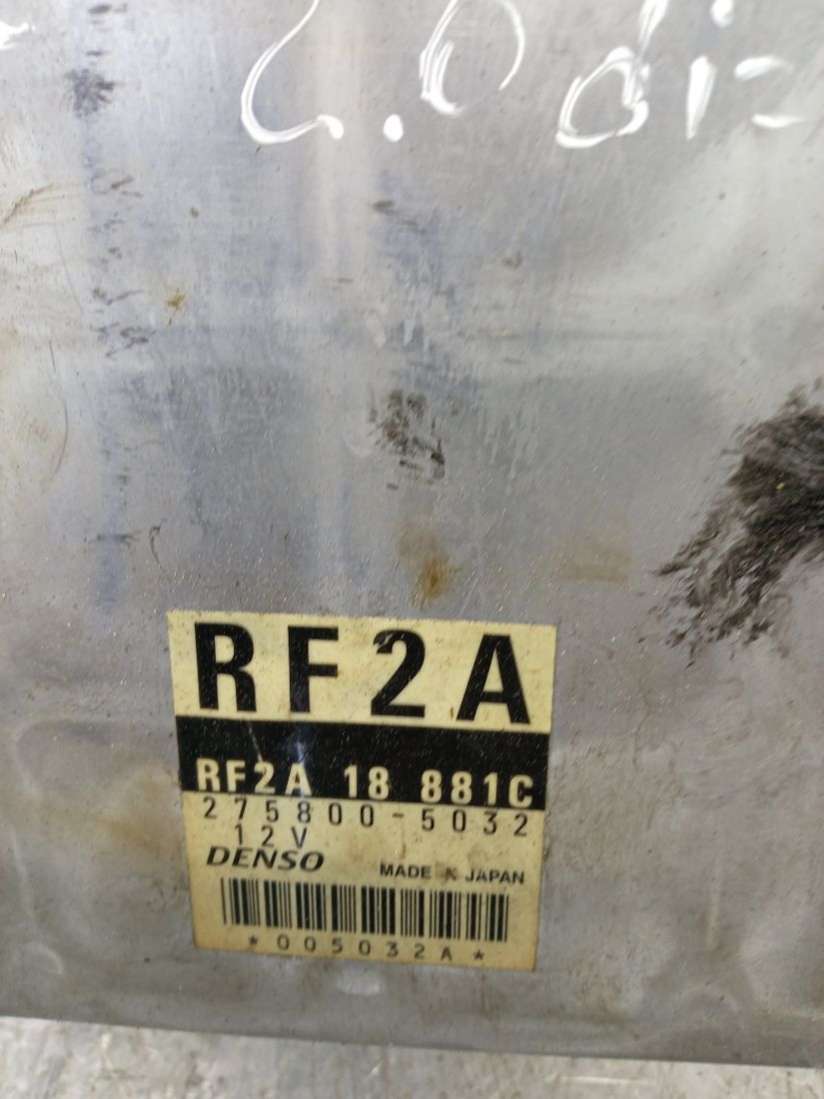 2.0 di
RF2A
RF2A 18 881C
275800-5032
12V
DENSO MADE IN JAPAN
*005032A*